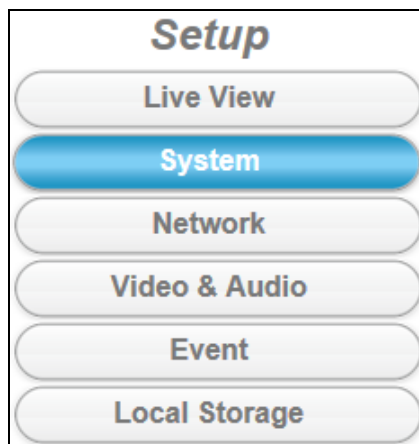 Setup
Live View
System
Network
Video & Audio
Event
Local Storage